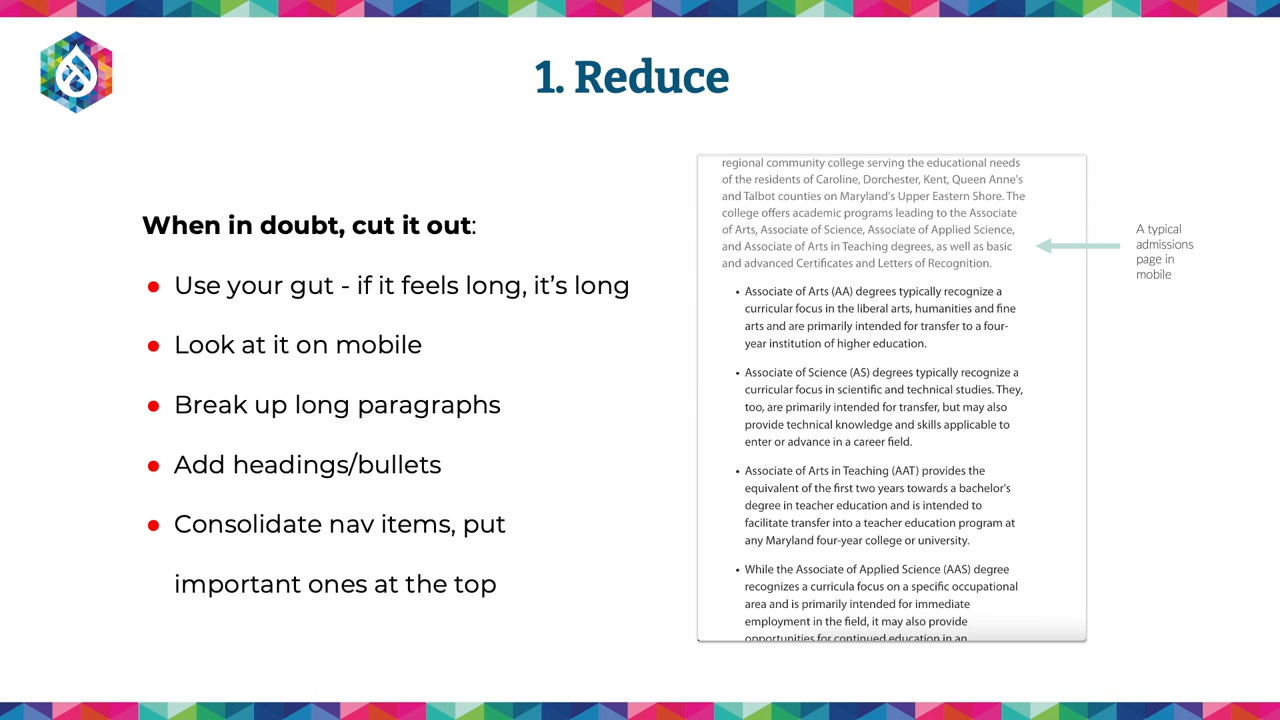 1. Reduce
When in doubt, cut it out:
● Use your gut - if it feels long, it’s long
● Look at it on mobile
● Break up long paragraphs
● Add headings/bullets
● Consolidate nav items, put
important ones at the top
regional community college serving the educational needs
of the residents of Caroline, Dorchester, Kent, Queen Anne's
and Talbot counties on Maryland's Upper Eastern Shore. The
college offers academic programs leading to the Associate
of Arts, Associate of Science, Associate of Applied Science,
and Associate of Arts in Teaching degrees, as well as basic
and advanced Certificates and Letters of Recognition.
• Associate of Arts (AA) degrees typically recognize a
curricular focus in the liberal arts, humanities and fine
arts and are primarily intended for transfer to a four-
year institution of higher education.
• Associate of Science (AS) degrees typically recognize a
curricular focus in scientific and technical studies. They,
too, are primarily intended for transfer, but may also
provide technical knowledge and skills applicable to
enter or advance in a career field.
• Associate of Arts in Teaching (AAT) provides the
equivalent of the first two years towards a bachelor's
degree in teacher education and is intended to
facilitate transfer into a teacher education program at
any Maryland four-year college or university.
• While the Associate of Applied Science (AAS) degree
recognizes a curricula focus on a specific occupational
area and is primarily intended for immediate
employment in the field, it may also provide
opportunities for continued education in an
A typical
admissions
page in
mobile